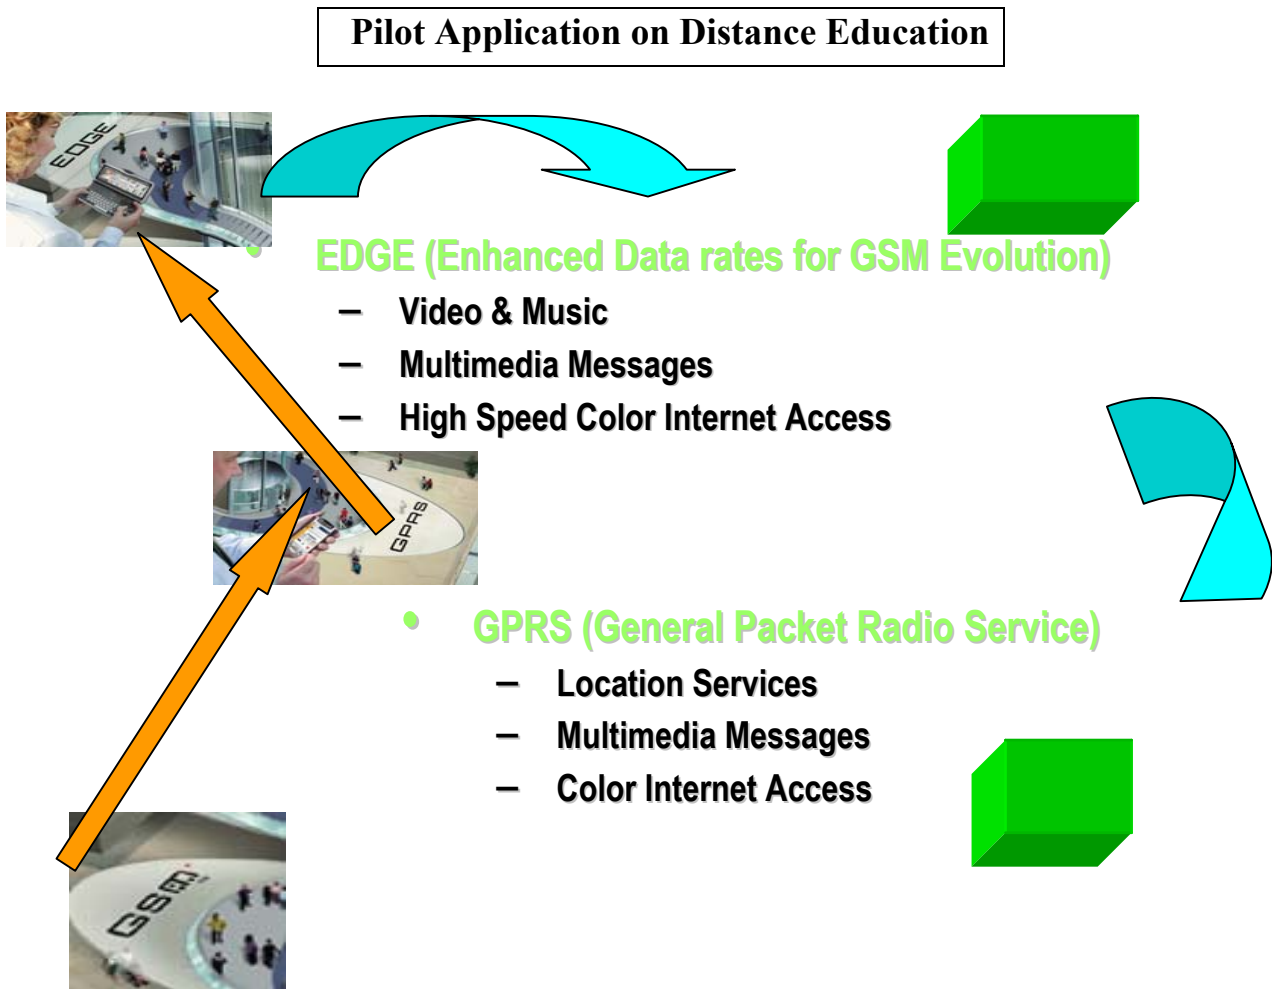 Pilot Application on Distance Education
EDGE
• EDGE (Enhanced Data rates for GSM Evolution)
– Video & Music
– Multimedia Messages
– High Speed Color Internet Access
GPRS
• GPRS (General Packet Radio Service)
– Location Services
– Multimedia Messages
– Color Internet Access
GSM